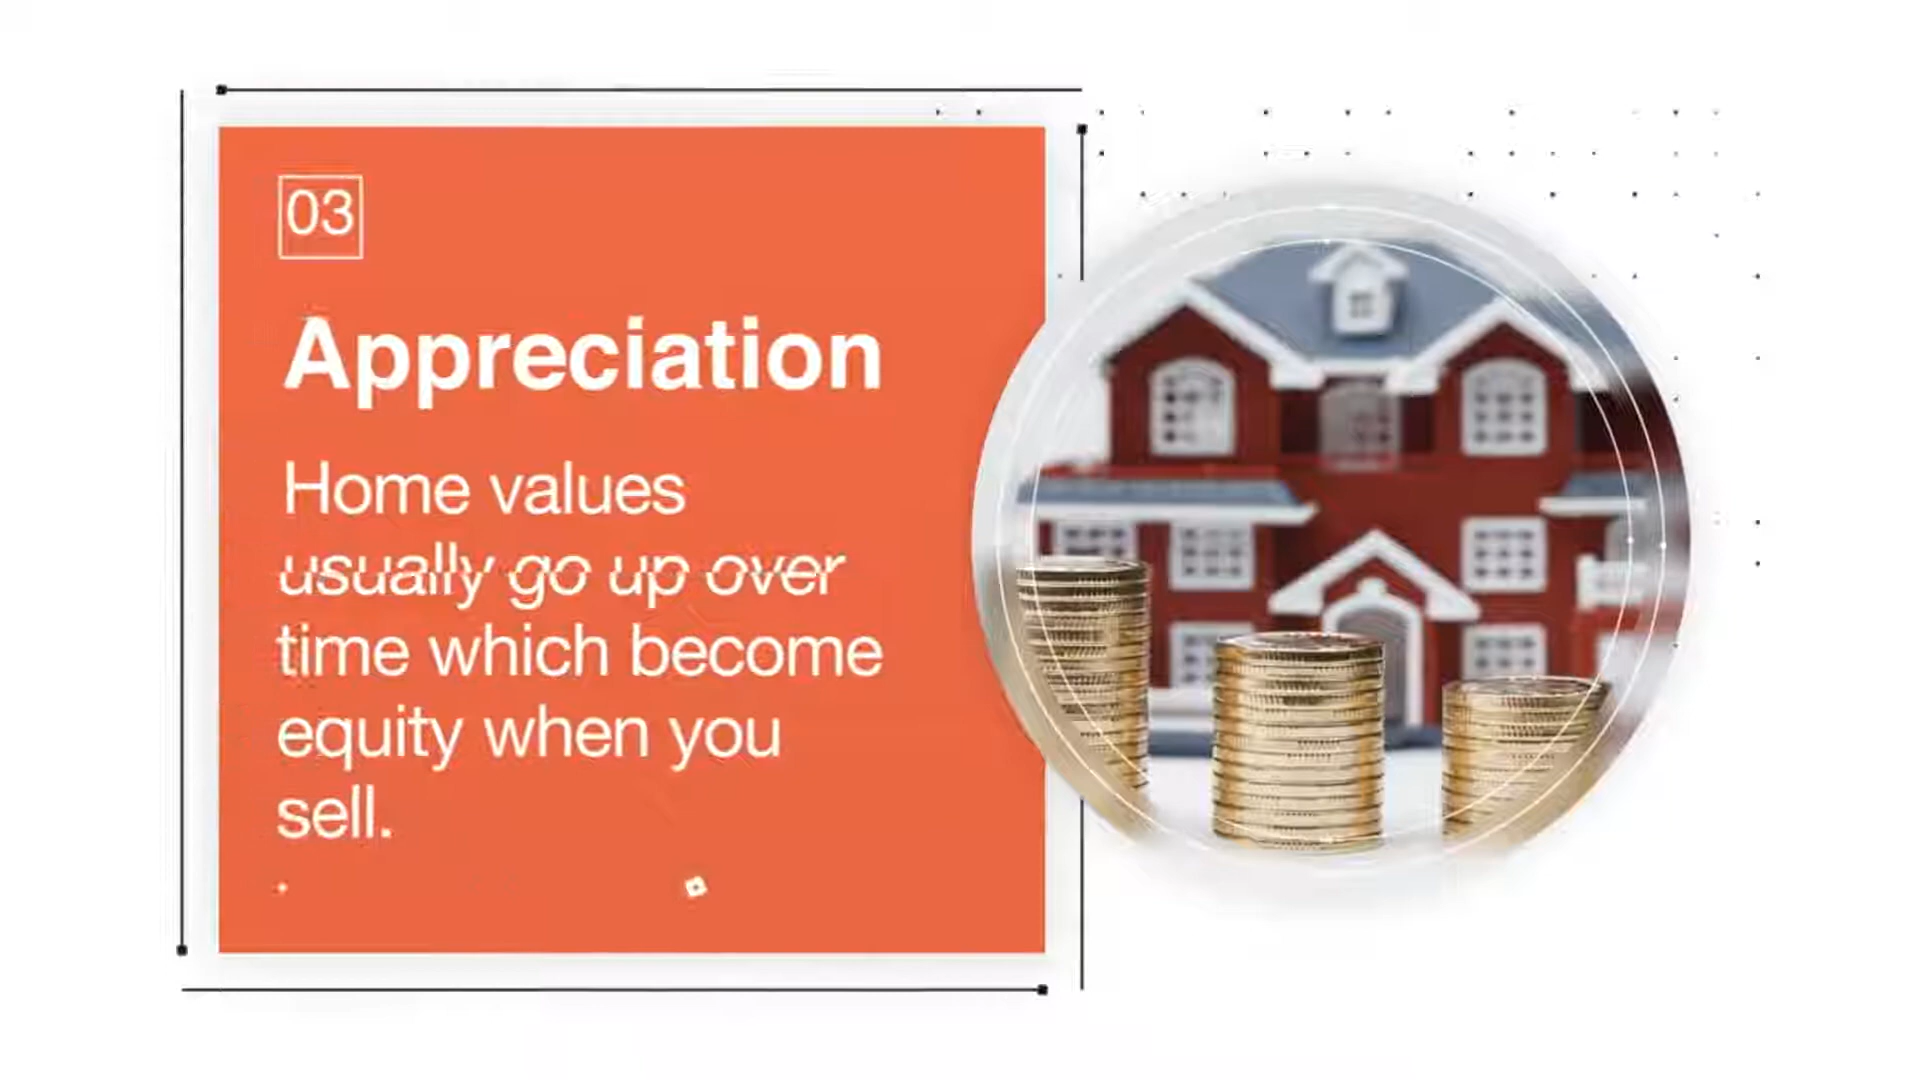 03
Appreciation
Home values
usually go up over
time which become
equity when you
sell.